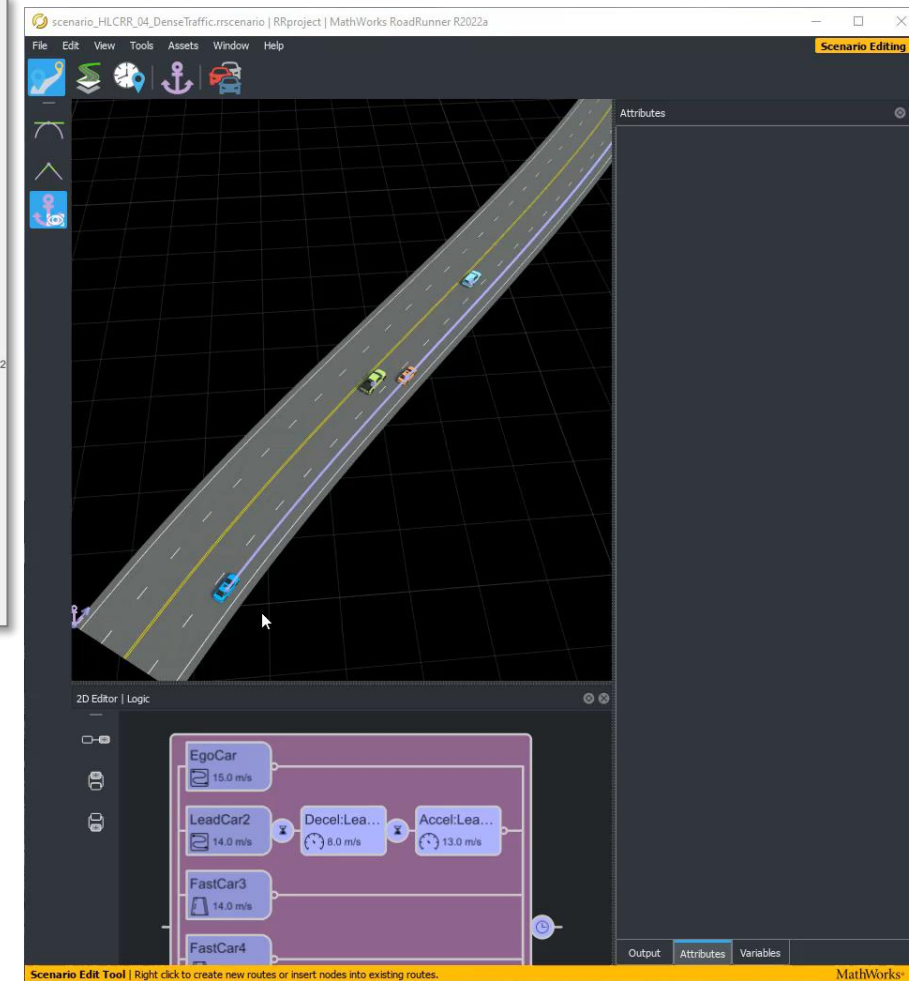 scenario_HLCRR_04_DenseTraffic.rrscenario | RRproject | MathWorks RoadRunner R2022a
File Edit View Tools Assets Window Help
Scenario Editing
Attributes
2
2D Editor | Logic
EgoCar
15.0 m/s
LeadCar2
14.0 m/s
Decel:Lea...
8.0 m/s
Accel:Lea...
13.0 m/s
FastCar3
14.0 m/s
FastCar4
Output Attributes Variables
Scenario Edit Tool | Right click to create new routes or insert nodes into existing routes.
MathWorks